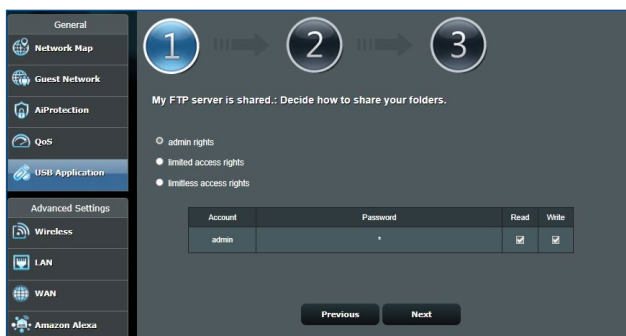 General
Network Map
Guest Network
AiProtection
QoS
USB Application
Advanced Settings
Wireless
LAN
WAN
Amazon Alexa
1 2 3
My FTP server is shared.: Decide how to share your folders.
admin rights
limited access rights
limitless access rights
Account Password Read Write
admin *
Previous Next